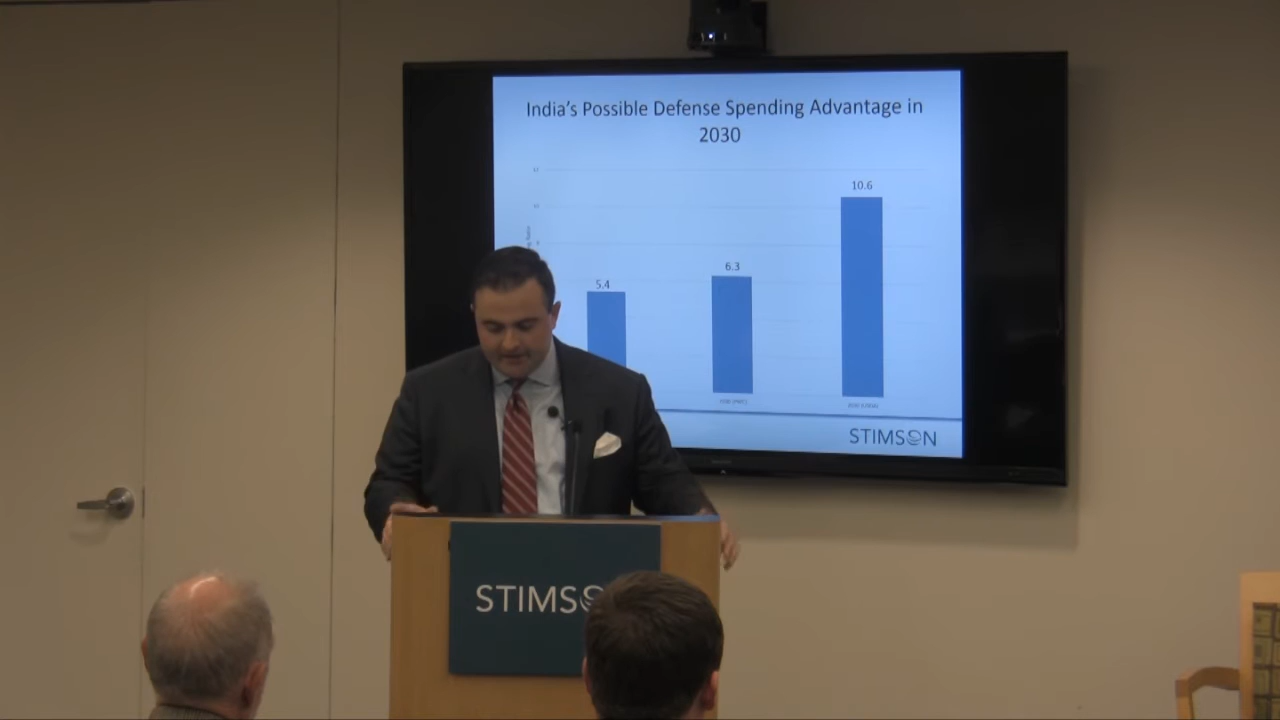 India's Possible Defense Spending Advantage in
2030
10.6
6.3
5.4
STIMSON
STIMS